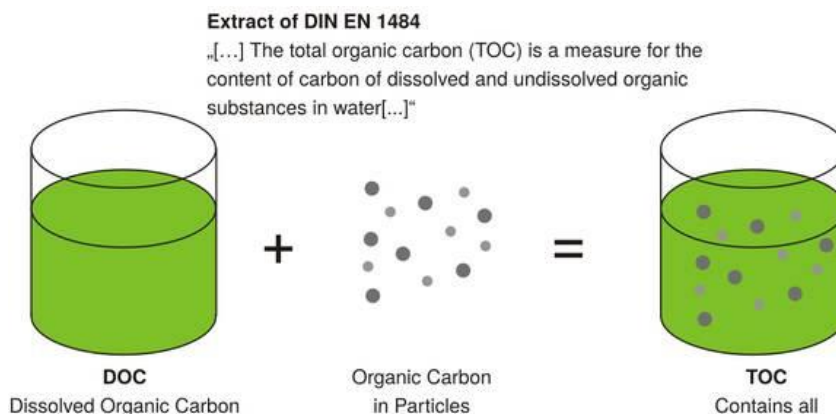 Extract of DIN EN 1484
„[…] The total organic carbon (TOC) is a measure for the
content of carbon of dissolved and undissolved organic
substances in water[...]“
+
=
DOC
Dissolved Organic Carbon
Organic Carbon
in Particles
TOC
Contains all